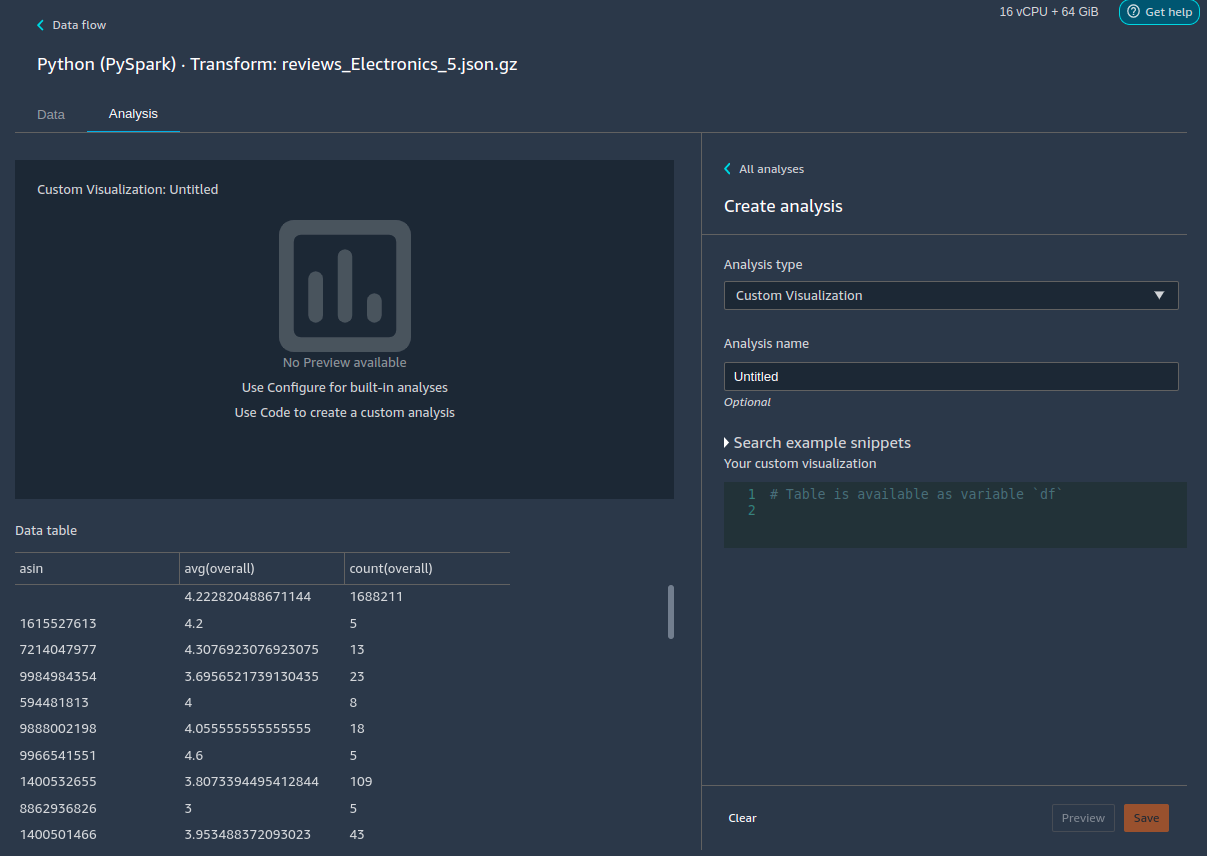 Data flow
16 vCPU + 64 GiB
Get help
Python (PySpark) · Transform: reviews_Electronics_5.json.gz
Data
Analysis
Custom Visualization: Untitled
No Preview available
Use Configure for built-in analyses
Use Code to create a custom analysis
Data table
asin avg(overall) count(overall)
4.222820488671144 1688211
1615527613 4.2 5
7214047977 4.3076923076923075 13
9984984354 3.6956521739130435 23
594481813 4 8
9888002198 4.055555555555555 18
9966541551 4.6 5
1400532655 3.8073394495412844 109
8862936826 3 5
1400501466 3.953488372093023 43
All analyses
Create analysis
Analysis type
Custom Visualization
Analysis name
Untitled
Optional
Search example snippets
Your custom visualization
1 # Table is available as variable `df`
2
Clear
Preview
Save